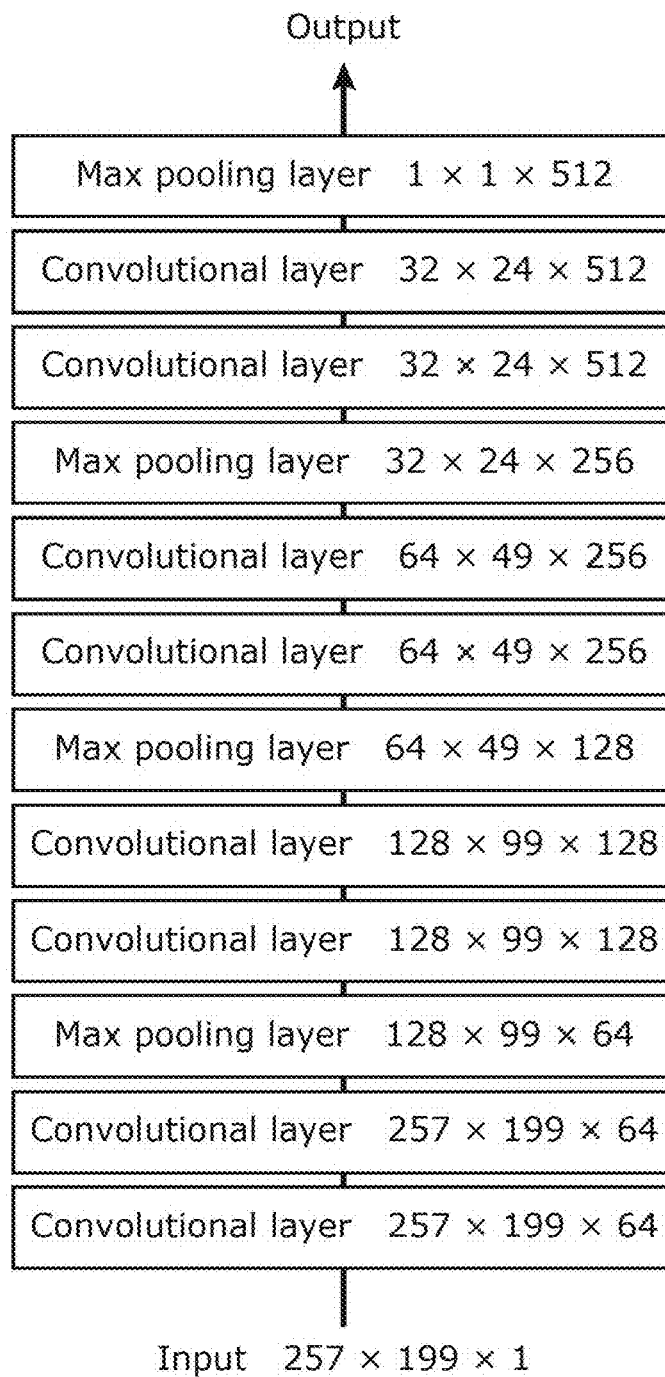 Output
Max pooling layer 1 × 1 × 512
Convolutional layer 32 × 24 × 512
Convolutional layer 32 × 24 × 512
Max pooling layer 32 × 24 × 256
Convolutional layer 64 × 49 × 256
Convolutional layer 64 × 49 × 256
Max pooling layer 64 × 49 × 128
Convolutional layer 128 × 99 × 128
Convolutional layer 128 × 99 × 128
Max pooling layer 128 × 99 × 64
Convolutional layer 257 × 199 × 64
Convolutional layer 257 × 199 × 64
Input 257 × 199 × 1